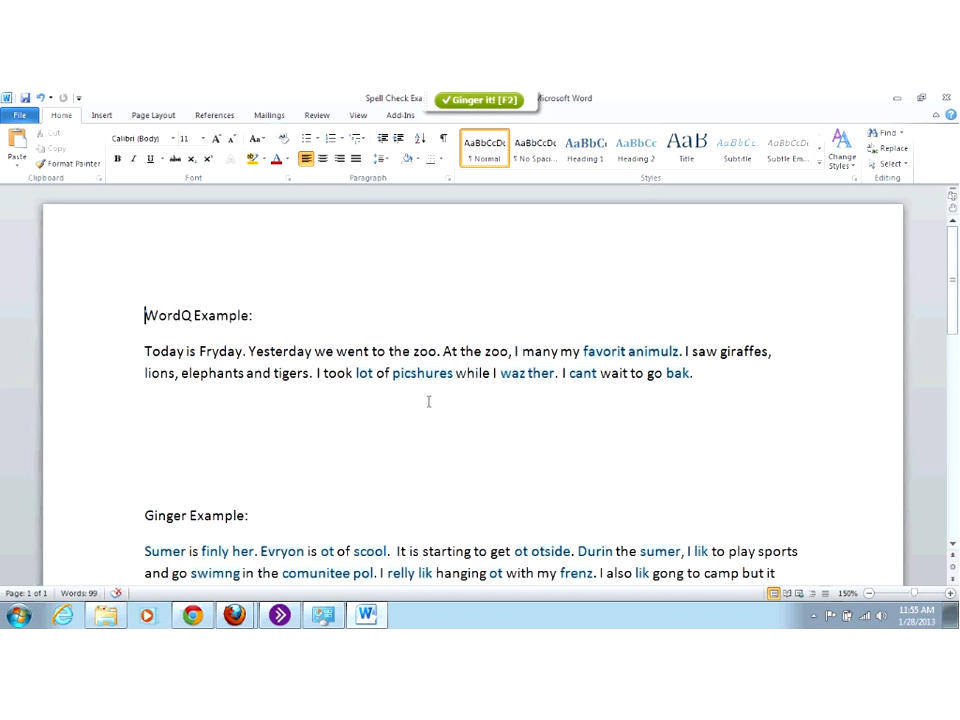 Spell Check Exa Ginger it! [F2] Microsoft Word
File Home Insert Page Layout References Mailings Review View Add-Ins
Cut
Copy
Format Painter
Paste
Calibri (Body) 11
AaBbCcDc AaBbCcDc AaBbC AaBbCc AaB AaBbCc. AaBbCcDc
¶ Normal ¶ No Spaci... Heading 1 Heading 2 Title Subtitle Subtle Em...
Change Styles
Find
Replace
Select
Clipboard Font Paragraph Styles Editing
WordQ Example:
Today is Fryday. Yesterday we went to the zoo. At the zoo, I many my favorit animulz. I saw giraffes,
lions, elephants and tigers. I took lot of picshures while I waz ther. I cant wait to go bak.
Ginger Example:
Sumer is finly her. Evryon is ot of scool. It is starting to get ot otside. Durin the sumer, I lik to play sports
and go swimng in the comunitee pol. I relly lik hanging ot with my frenz. I also lik gong to camp but it
Page: 1 of 1 Words: 99 150%
11:55 AM
1/28/2013